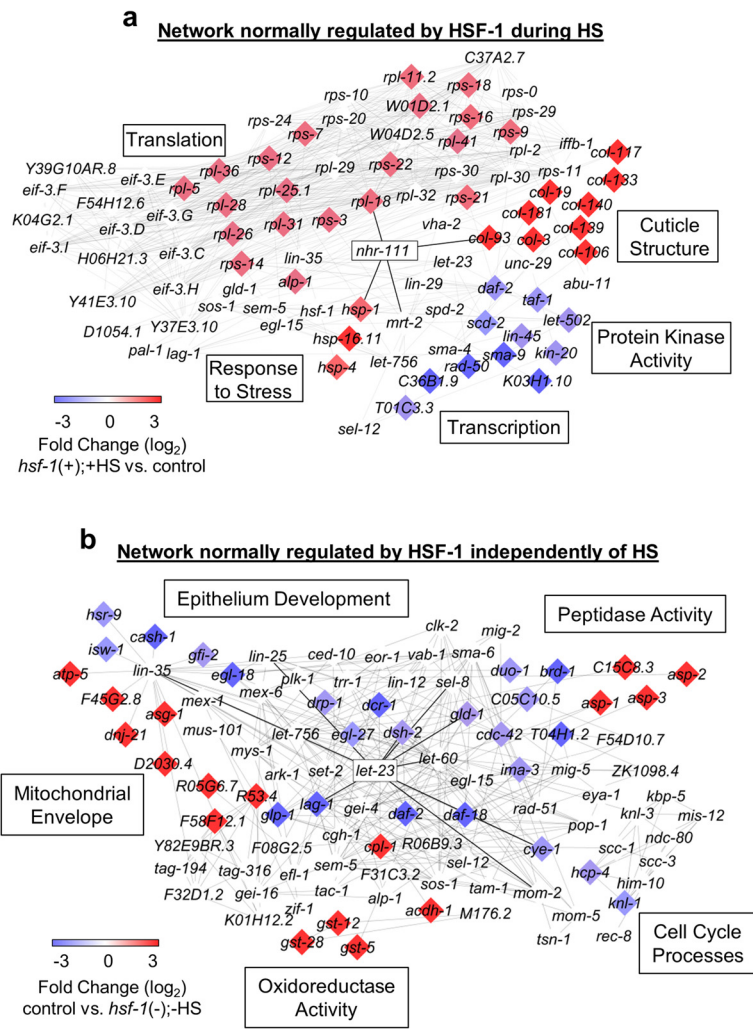 a
Network normally regulated by HSF-1 during HS
C37A2.7
rpl-11.2
rps-18
rps-10
rps-0
W01D2.1
rps-24
rps-20
rps-16
rps-29
rps-7
W04D2.5
rps-9
Translation
rpl-41
rpl-2
iffb-1
col-117
rps-12
rps-22
Y39G10AR.8
rpl-36
rpl-29
rps-30
rpl-30
rps-11
col-133
eif-3.E
eif-3.F
rpl-5
rpl-25.1
col-19
F54H12.6
rpl-28
rpl-18
rpl-32
rps-21
col-140
K04G2.1
eif-3.G
rpl-31
rps-3
vha-2
col-181
eif-3.D
rpl-26
col-93
col-3
col-139
Cuticle
Structure
eif-3.I
nhr-111
H06H21.3
eif-3.C
lin-35
let-23
unc-29
col-106
rps-14
alp-1
lin-29
daf-2
abu-11
eif-3.H
gld-1
taf-1
Y41E3.10
sos-1
sem-5
hsf-1
hsp-1
spd-2
D1054.1
Y37E3.10
egl-15
mrt-2
scd-2
let-502
hsp-16.11
lin-45
Protein Kinase
Activity
pal-1
lag-1
sma-4
sma-9
kin-20
Response
to Stress
hsp-4
let-756
rad-50
C36B1.9
K03H1.10
T01C3.3
sel-12
Transcription
-3
0
3
Fold Change (log2)
hsf-1(+);+HS vs. control
b
Network normally regulated by HSF-1 independently of HS
Epithelium Development
Peptidase Activity
hsr-9
cash-1
clk-2
mig-2
isw-1
gfi-2
lin-25
ced-10
eor-1
vab-1
sma-6
atp-5
lin-35
egl-18
plk-1
trr-1
lin-12
sel-8
duo-1
brd-1
C15C8.3
asp-2
F45G2.8
mex-1
mex-6
drp-1
dcr-1
gld-1
C05C10.5
asp-1
asp-3
asg-1
dnj-21
mus-101
let-756
egl-27
dsh-2
cdc-42
T04H1.2
F54D10.7
D2030.4
mys-1
let-60
ark-1
set-2
let-23
ima-3
mig-5
ZK1098.4
Mitochondrial
Envelope
R05G6.7
R53.4
egl-15
eya-1
kbp-5
F58F12.1
glp-1
lag-1
gei-4
daf-2
daf-18
rad-51
knl-3
mis-12
pop-1
Y82E9BR.3
F08G2.5
cgh-1
cpl-1
R06B9.3
cye-1
scc-1
ndc-80
tag-194
tag-316
efl-1
sem-5
F31C3.2
sel-12
hcp-4
scc-3
F32D1.2
gei-16
tac-1
alp-1
sos-1
tam-1
mom-2
him-10
K01H12.2
zif-1
acdh-1
M176.2
mom-5
knl-1
gst-12
gst-28
gst-5
tsn-1
rec-8
Cell Cycle
Processes
Oxidoreductase
Activity
-3
0
3
Fold Change (log2)
control vs. hsf-1(-);-HS